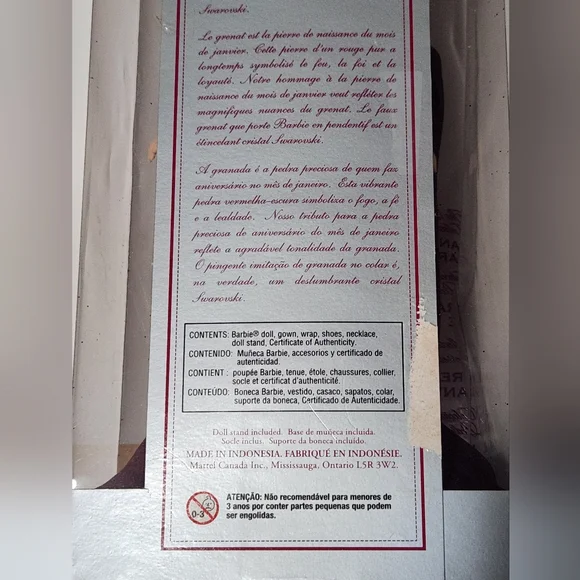 Swarovski.
Le grenat est la pierre de naissance du mois
de janvier. Cette pierre d'un rouge pur a
longtemps symbolisé le feu, la foi et la
loyauté. Notre hommage à la pierre de
naissance du mois de janvier veut refléter les
magnifiques nuances du grenat. Le faux
grenat que porte Barbie en pendentif est un
étincelant cristal Swarovski.
A granada é a pedra preciosa de quem faz
aniversário no mês de janeiro. Esta vibrante
pedra vermelha-escura simboliza o fogo, a fé
e a lealdade. Nosso tributo para a pedra
preciosa de aniversário do mês de janeiro
reflete a agradável tonalidade da granada.
O pingente imitação de granada no colar é,
na verdade, um deslumbrante cristal
Swarovski.
CONTENTS: Barbie® doll, gown, wrap, shoes, necklace,
doll stand, Certificate of Authenticity.
CONTENIDO: Muñeca Barbie, accesorios y certificado de
autenticidad.
CONTIENT : poupée Barbie, tenue, étole, chaussures, collier,
socle et certificat d'authenticité.
CONTEÚDO: Boneca Barbie, vestido, casaco, sapatos, colar,
suporte da boneca, Certificado de Autenticidade.
Doll stand included. Base de muñeca incluida.
Socle inclus. Suporte da boneca incluído.
MADE IN INDONESIA. FABRIQUÉ EN INDONÉSIE.
Mattel Canada Inc., Mississauga, Ontario L5R 3W2.
0-3
ATENÇÃO: Não recomendável para menores de
3 anos por conter partes pequenas que podem
ser engolidas.